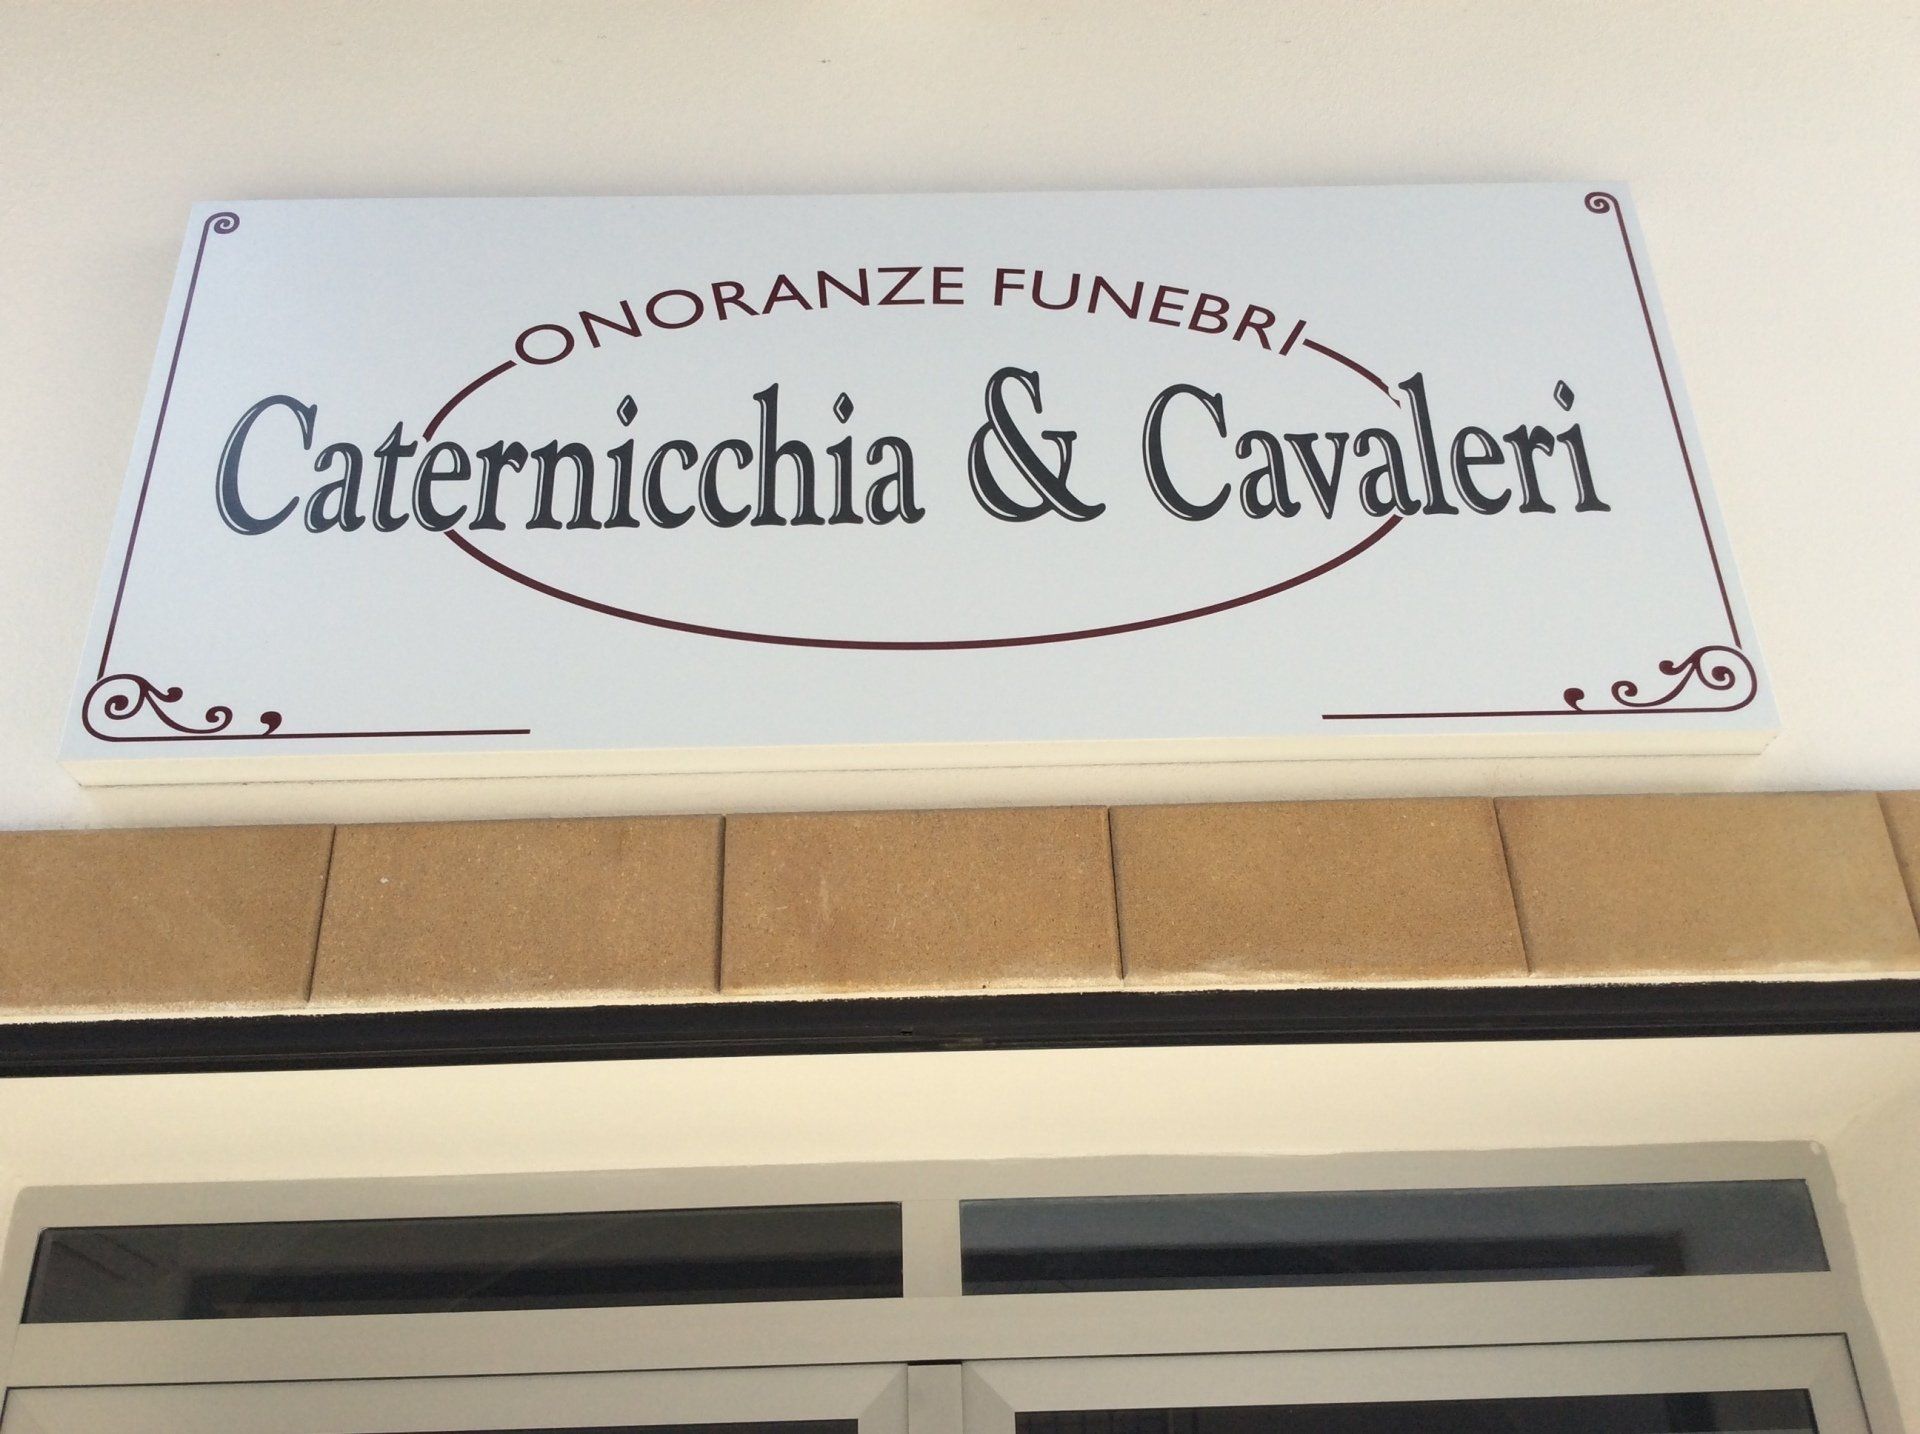 ONORANZE FUNEBRI
Caternicchia & Cavaleri